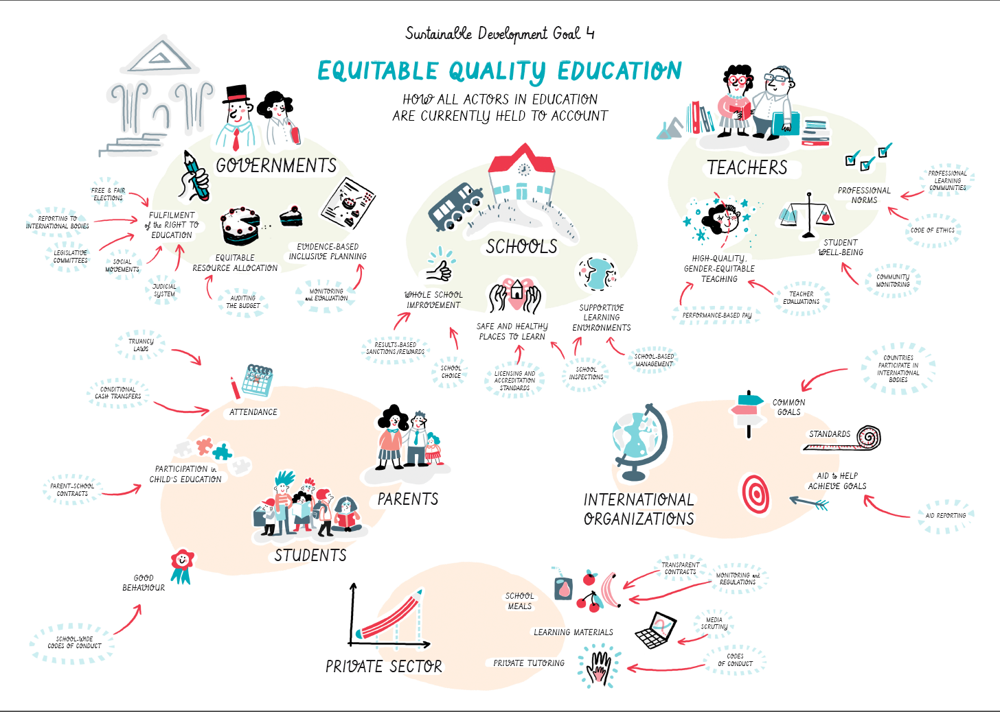 Sustainable Development Goal 4
EQUITABLE QUALITY EDUCATION
HOW ALL ACTORS IN EDUCATION
ARE CURRENTLY HELD TO ACCOUNT
GOVERNMENTS
FREE & FAIR
ELECTIONS
REPORTING TO
INTERNATIONAL BODIES
LEGISLATIVE
COMMITTEES
SOCIAL
MOVEMENTS
JUDICIAL
SYSTEM
FULFILMENT
of the RIGHT TO
EDUCATION
EQUITABLE
RESOURCE ALLOCATION
AUDITING
THE BUDGET
EVIDENCE-BASED
INCLUSIVE PLANNING
MONITORING
and EVALUATION
SCHOOLS
WHOLE SCHOOL
IMPROVEMENT
RESULTS-BASED
SANCTIONS/REWARDS
SCHOOL
CHOICE
SAFE AND HEALTHY
PLACES TO LEARN
LICENSING AND
ACCREDITATION
STANDARDS
SUPPORTIVE
LEARNING
ENVIRONMENTS
SCHOOL
INSPECTIONS
SCHOOL-BASED
MANAGEMENT
TEACHERS
PROFESSIONAL
NORMS
PROFESSIONAL
LEARNING
COMMUNITIES
CODE OF ETHICS
STUDENT
WELL-BEING
COMMUNITY
MONITORING
HIGH-QUALITY,
GENDER-EQUITABLE
TEACHING
TEACHER
EVALUATIONS
PERFORMANCE-BASED PAY
TRUANCY
LAWS
CONDITIONAL
CASH TRANSFERS
ATTENDANCE
PARTICIPATION in
CHILD'S EDUCATION
PARENT-SCHOOL
CONTRACTS
PARENTS
STUDENTS
GOOD
BEHAVIOUR
SCHOOL-WIDE
CODES OF CONDUCT
INTERNATIONAL
ORGANIZATIONS
COUNTRIES
PARTICIPATE IN
INTERNATIONAL
BODIES
COMMON
GOALS
STANDARDS
AID to HELP
ACHIEVE GOALS
AID REPORTING
PRIVATE SECTOR
SCHOOL
MEALS
TRANSPARENT
CONTRACTS
MONITORING and
REGULATIONS
LEARNING MATERIALS
MEDIA
SCRUTINY
PRIVATE TUTORING
CODES
OF CONDUCT